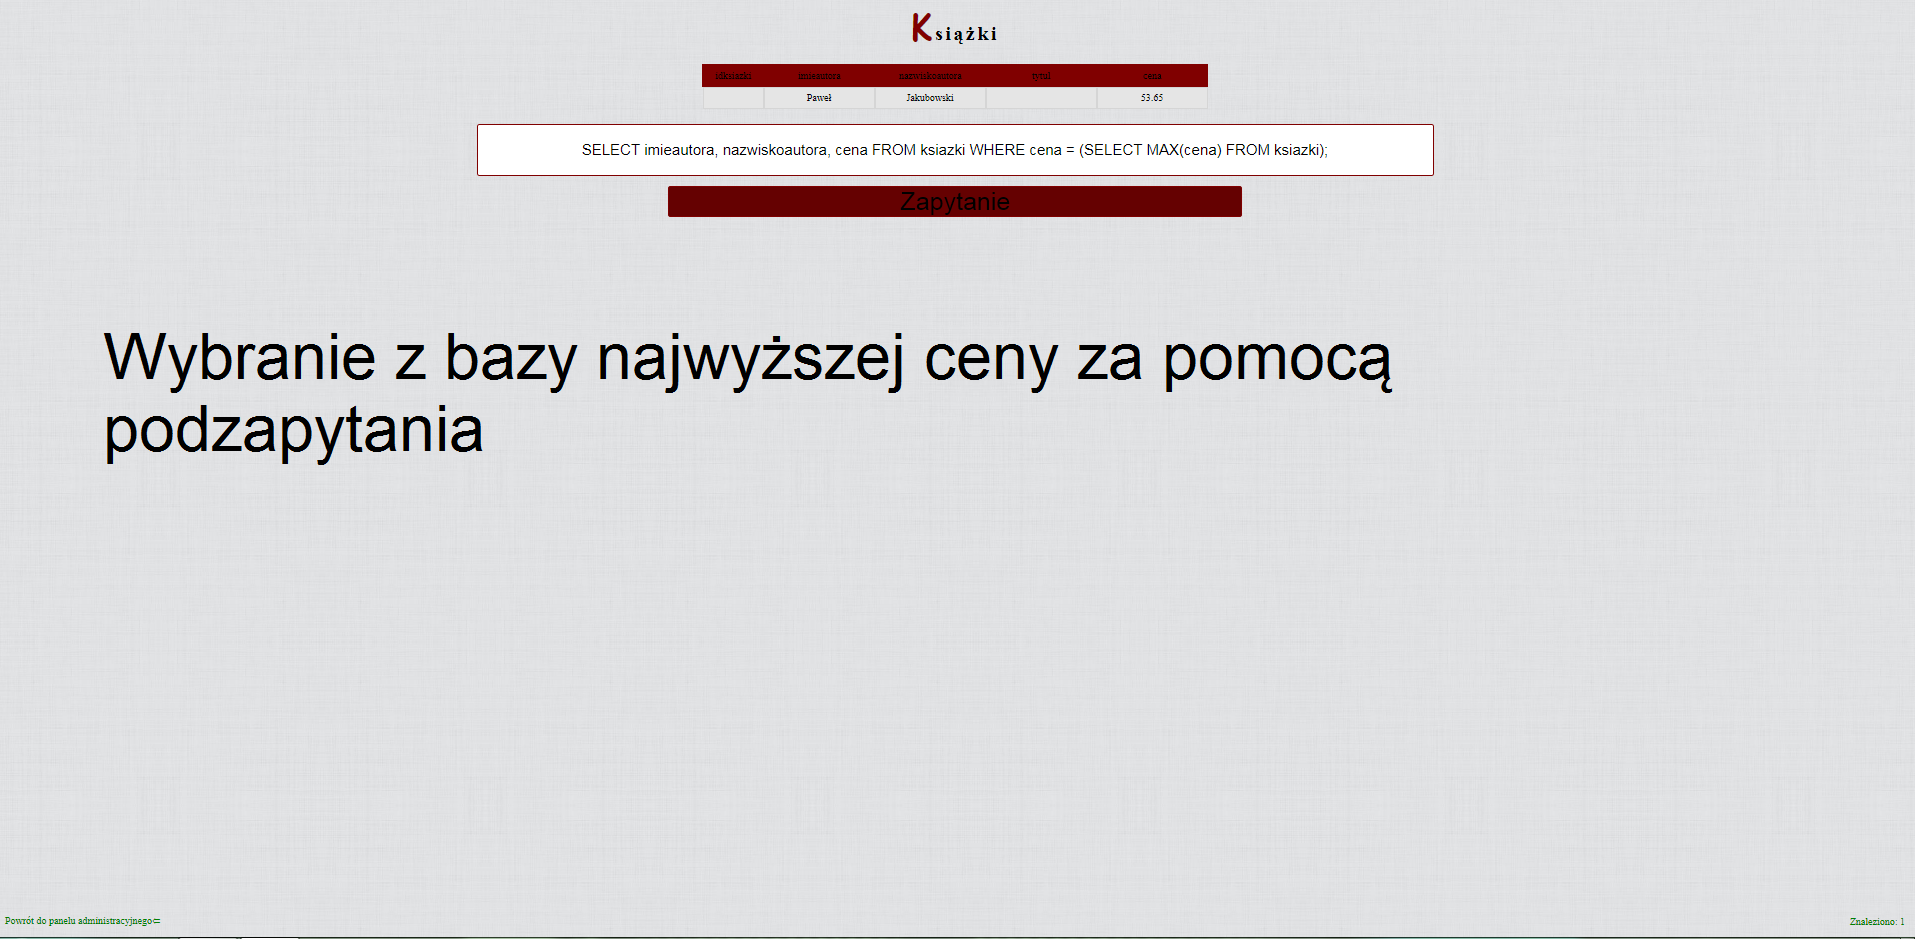 Książki
idksiazki imieautora nazwiskoautora tytul cena
Paweł Jakubowski 53.65
SELECT imieautora, nazwiskoautora, cena FROM ksiazki WHERE cena = (SELECT MAX(cena) FROM ksiazki);
Zapytanie
Wybranie z bazy najwyższej ceny za pomocą
podzapytania
Powrót do panelu administracyjnego⇐
Znaleziono: 1